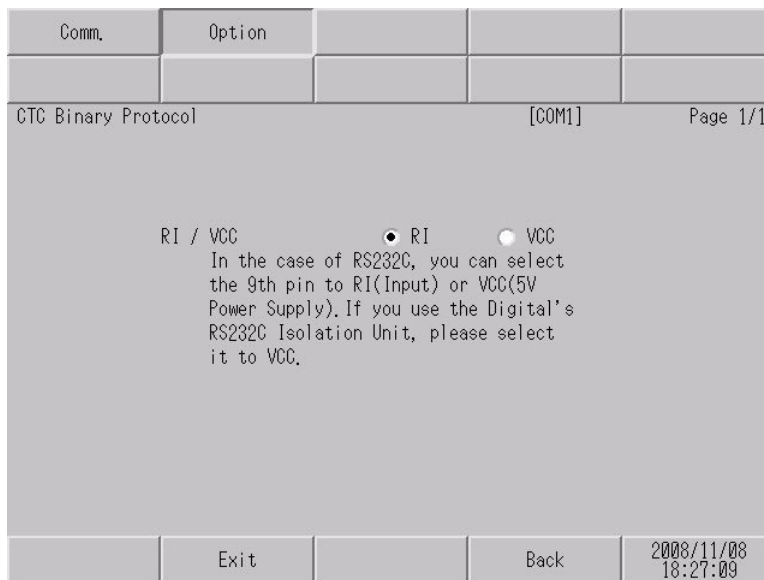 Comm. Option
CTC Binary Protocol [COM1] Page 1/1
RI / VCC RI VCC
In the case of RS232C, you can select
the 9th pin to RI(Input) or VCC(5V
Power Supply).If you use the Digital's
RS232C Isolation Unit, please select
it to VCC.
Exit Back 2008/11/08
18:27:09